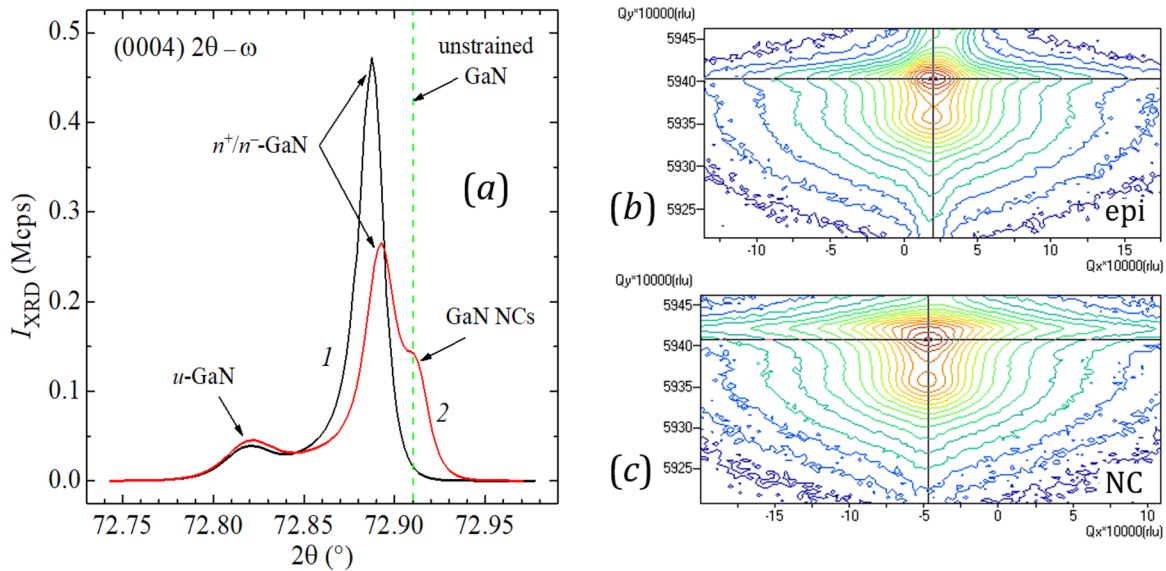 (0004) 2θ – ω
unstrained
GaN
n⁺/n⁻-GaN
(a)
GaN NCs
u-GaN
1
2
I_XRD (Mcps)
0.5
0.4
0.3
0.2
0.1
0.0
72.75 72.80 72.85 72.90 72.95
2θ (°)
Qy*10000(rlu)
5945
5940
5935
5930
5925
(b)
epi
-10 -5 0 5 10 15
Qx*10000(rlu)
Qy*10000(rlu)
5945
5940
5935
5930
5925
(c)
NC
-15 -10 -5 0 5 10
Qx*10000(rlu)